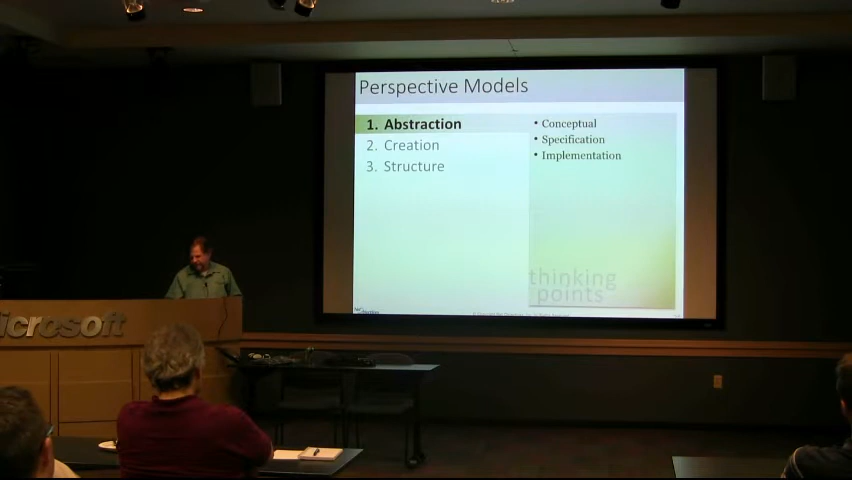 Perspective Models
1. Abstraction
2. Creation
3. Structure
• Conceptual
• Specification
• Implementation
thinking
points
icrosoft